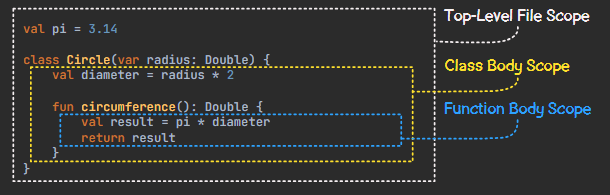 val pi = 3.14
Top-Level File Scope
class Circle(var radius: Double) {
val diameter = radius * 2
Class Body Scope
fun circumference(): Double {
Function Body Scope
val result = pi * diameter
return result
}
}